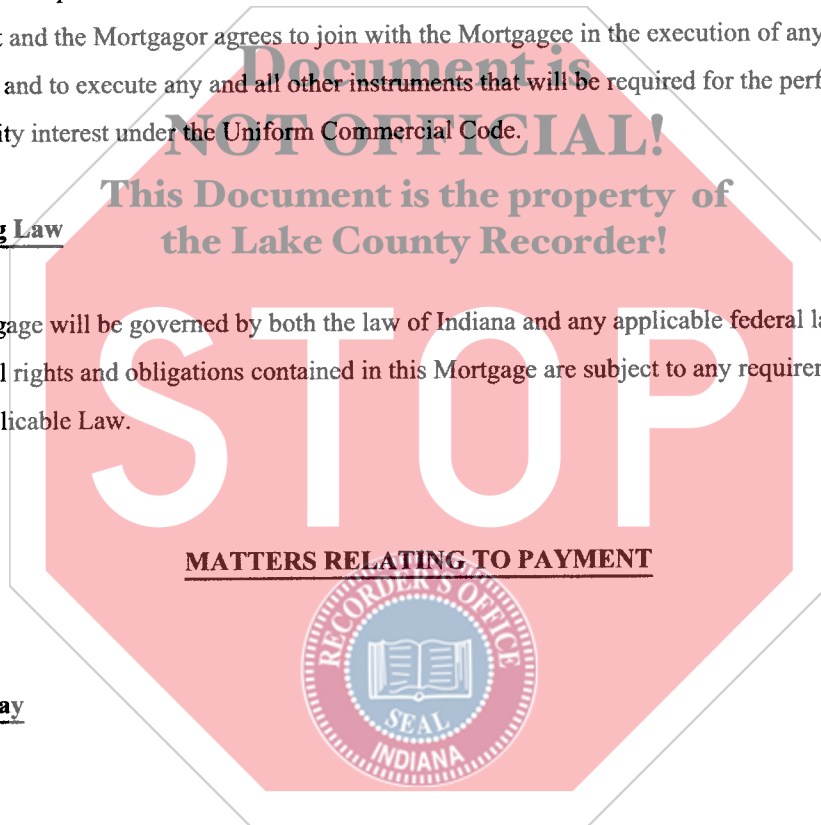 t and the Mortgagor agrees to join with the Mortgagee in the execution of any
Document is
and to execute any and all other instruments that will be required for the perf
NOT OFFICIAL!
ity interest under the Uniform Commercial Code.
This Document is the property of
g Law
the Lake County Recorder!
gage will be governed by both the law of Indiana and any applicable federal la
l rights and obligations contained in this Mortgage are subject to any requirem
licable Law.
STOP
MATTERS RELATING TO PAYMENT
RECORDER'S OFFICE
SEAL
INDIANA
ay